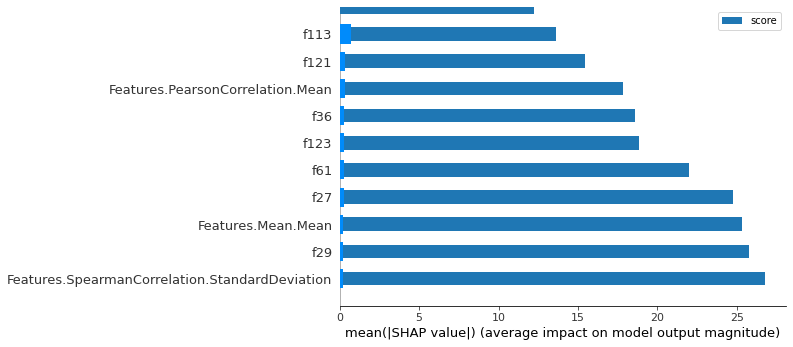 score
f113
f121
Features.PearsonCorrelation.Mean
f36
f123
f61
f27
Features.Mean.Mean
f29
Features.SpearmanCorrelation.StandardDeviation
0 5 10 15 20 25
mean(|SHAP value|) (average impact on model output magnitude)